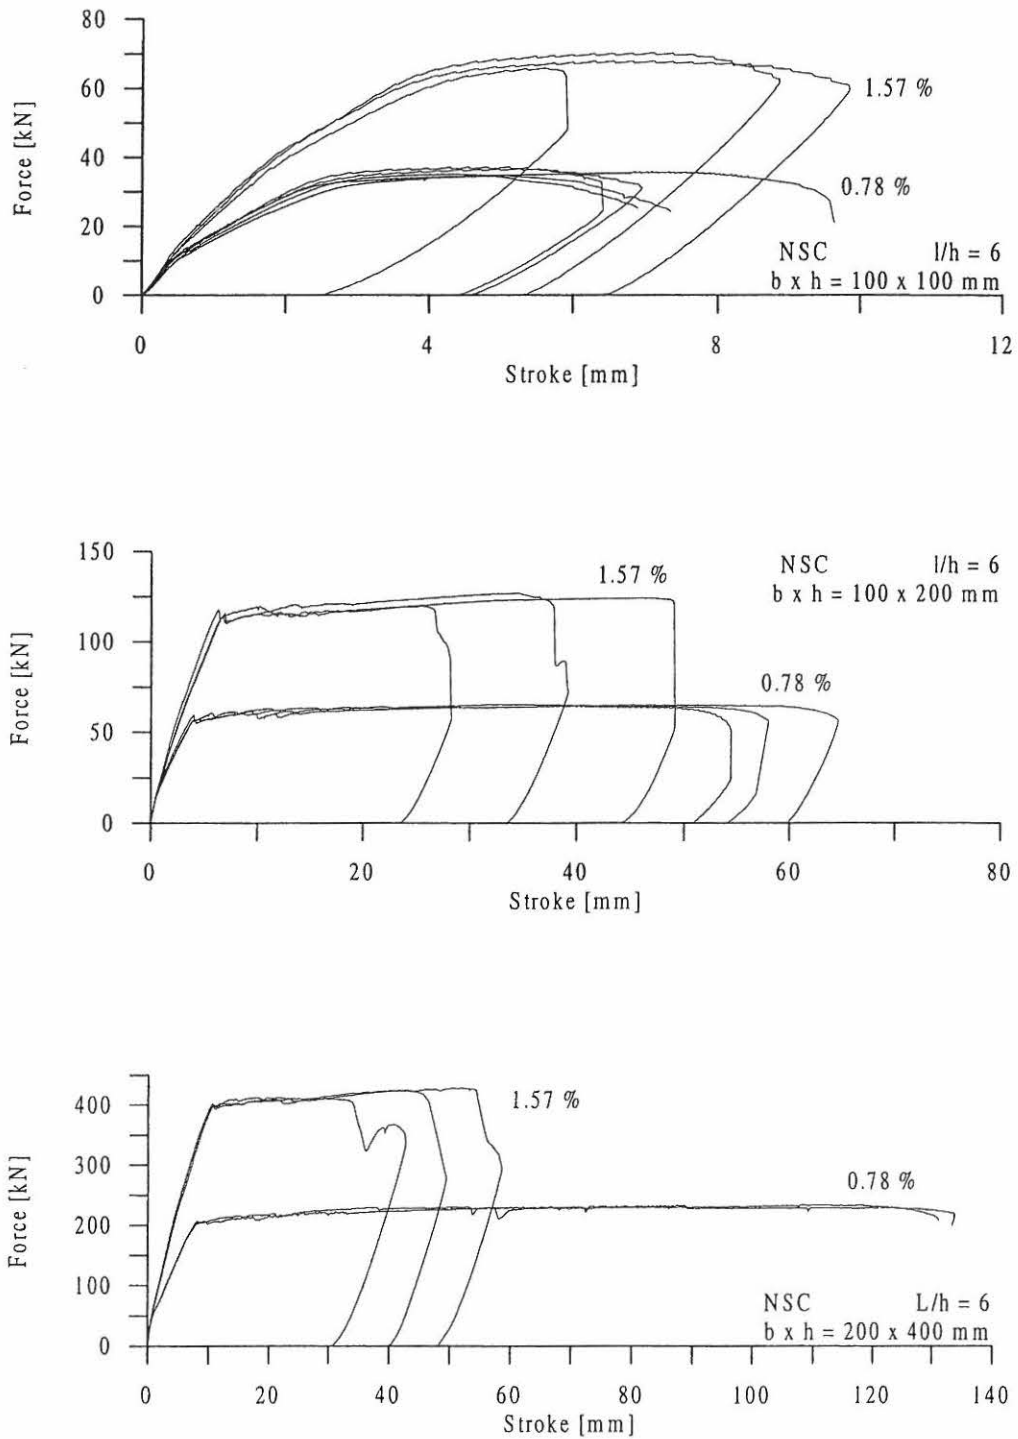 80
60
40
20
0
Force [kN]
1.57 %
0.78 %
NSC l/h = 6
b x h = 100 x 100 mm
0 4 8 12
Stroke [mm]
150
100
50
0
Force [kN]
1.57 %
NSC l/h = 6
b x h = 100 x 200 mm
0.78 %
0 20 40 60 80
Stroke [mm]
400
300
200
100
0
Force [kN]
1.57 %
0.78 %
NSC L/h = 6
b x h = 200 x 400 mm
0 20 40 60 80 100 120 140
Stroke [mm]